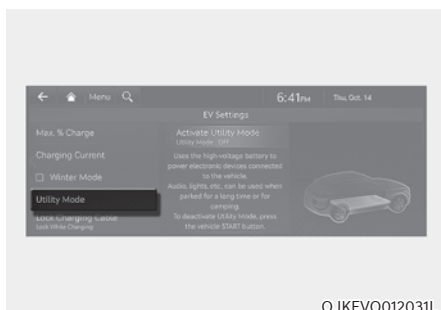 Menu 6:41PM Thu, Oct. 14
EV Settings
Max. % Charge
Charging Current
Winter Mode
Utility Mode
Lock Charging Cable
Lock While Charging
Activate Utility Mode
Utility Mode : OFF
Uses the high-voltage battery to
power electronic devices connected
to the vehicle.
Audio, lights, etc. can be used when
parked for a long time or for
camping.
To deactivate Utility Mode, press
the vehicle START button.
OJKEVQ012031L